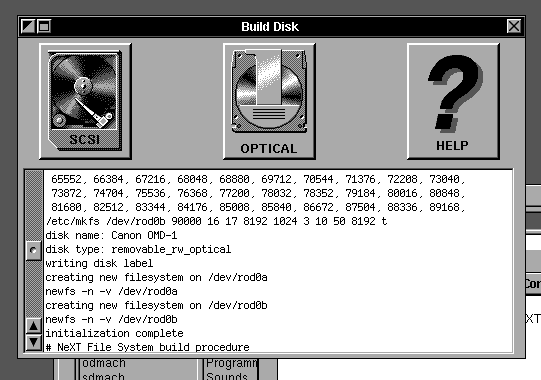 Build Disk
SCSI
OPTICAL
HELP
65552, 66384, 67216, 68048, 68880, 69712, 70544, 71376, 72208, 73040,
73872, 74704, 75536, 76368, 77200, 78032, 78352, 79184, 80016, 80848,
81680, 82512, 83344, 84176, 85008, 85840, 86672, 87504, 88336, 89168,
/etc/mkfs /dev/rod0b 90000 16 17 8192 1024 3 10 50 8192 t
disk name: Canon OMD-1
disk type: removable_rw_optical
writing disk label
creating new filesystem on /dev/rod0a
newfs -n -v /dev/rod0a
creating new filesystem on /dev/rod0b
newfs -n -v /dev/rod0b
initialization complete
# NeXT File System build procedure
odmach
Programm
sdmach
Sounds
Con
XT